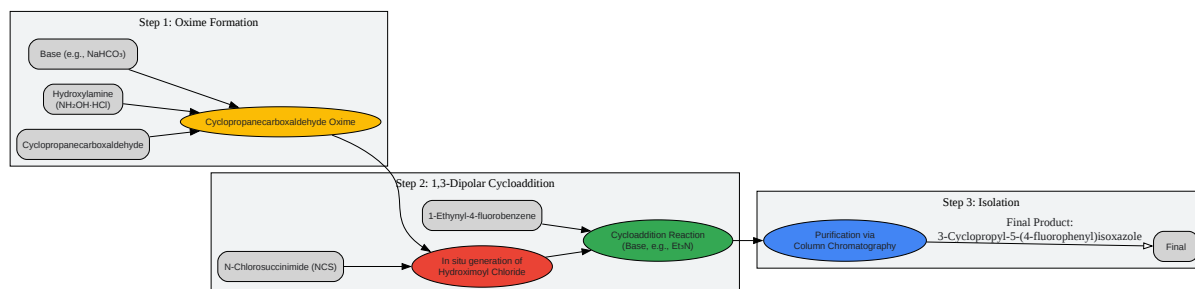 Step 1: Oxime Formation
Base (e.g., NaHCO₃)
Hydroxylamine
(NH₂OH·HCl)
Cyclopropanecarboxaldehyde
Cyclopropanecarboxaldehyde Oxime
Step 2: 1,3-Dipolar Cycloaddition
1-Ethynyl-4-fluorobenzene
N-Chlorosuccinimide (NCS)
In situ generation of
Hydroximoyl Chloride
Cycloaddition Reaction
(Base, e.g., Et₃N)
Step 3: Isolation
Purification via
Column Chromatography
Final Product:
3-Cyclopropyl-5-(4-fluorophenyl)isoxazole
Final